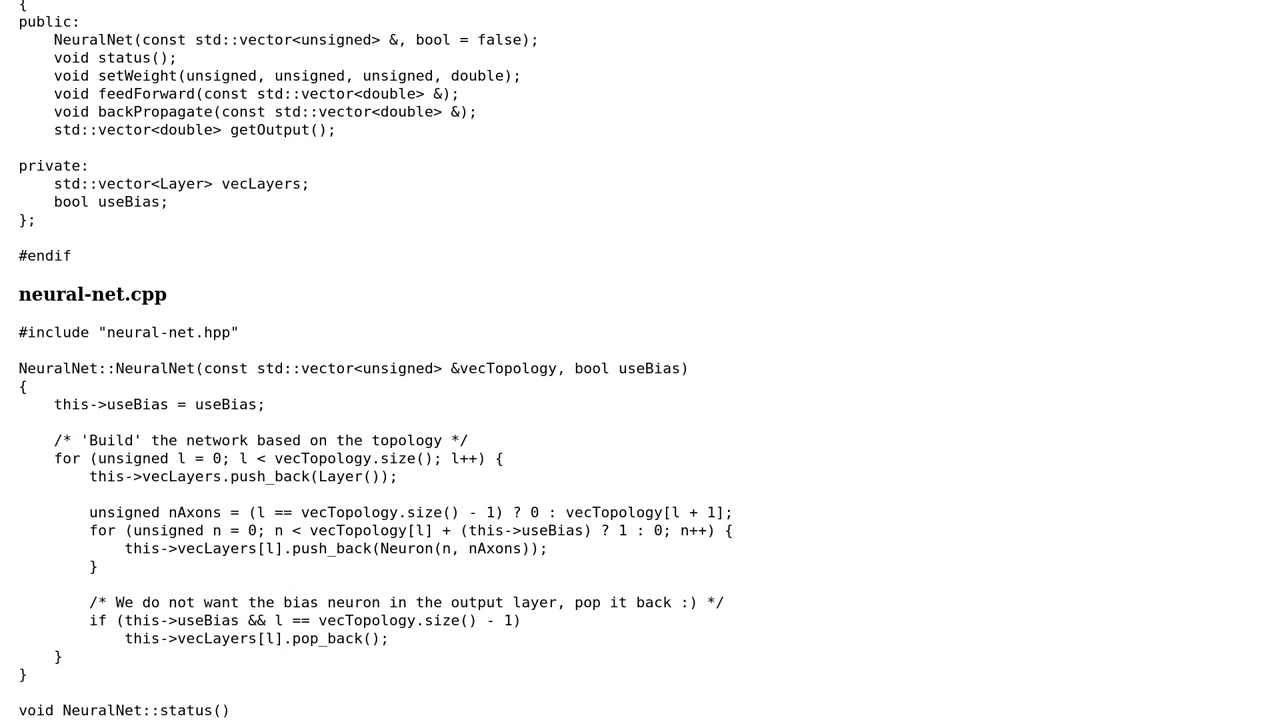 {
public:
    NeuralNet(const std::vector<unsigned> &, bool = false);
    void status();
    void setWeight(unsigned, unsigned, unsigned, double);
    void feedForward(const std::vector<double> &);
    void backPropagate(const std::vector<double> &);
    std::vector<double> getOutput();

private:
    std::vector<Layer> vecLayers;
    bool useBias;
};

#endif

neural-net.cpp

#include "neural-net.hpp"

NeuralNet::NeuralNet(const std::vector<unsigned> &vecTopology, bool useBias)
{
    this->useBias = useBias;

    /* 'Build' the network based on the topology */
    for (unsigned l = 0; l < vecTopology.size(); l++) {
        this->vecLayers.push_back(Layer());

        unsigned nAxons = (l == vecTopology.size() - 1) ? 0 : vecTopology[l + 1];
        for (unsigned n = 0; n < vecTopology[l] + (this->useBias) ? 1 : 0; n++) {
            this->vecLayers[l].push_back(Neuron(n, nAxons));
        }

        /* We do not want the bias neuron in the output layer, pop it back :) */
        if (this->useBias && l == vecTopology.size() - 1)
            this->vecLayers[l].pop_back();
    }
}

void NeuralNet::status()